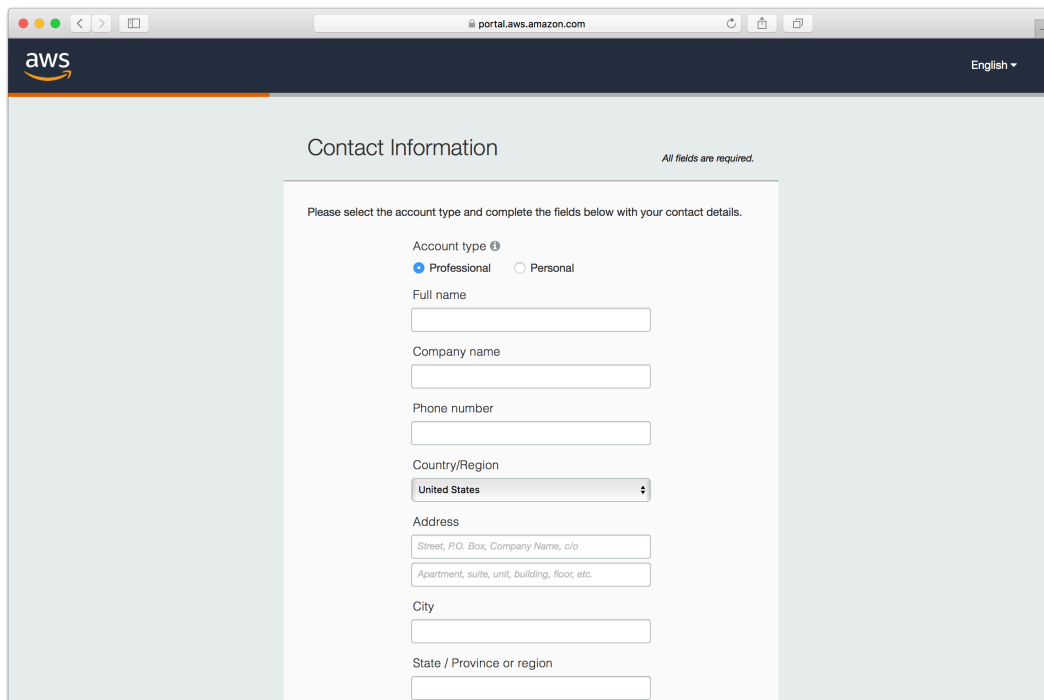 portal.aws.amazon.com
aws
English
Contact Information
All fields are required.
Please select the account type and complete the fields below with your contact details.
Account type
Professional Personal
Full name
Company name
Phone number
Country/Region
United States
Address
Street, P.O. Box, Company Name, c/o
Apartment, suite, unit, building, floor, etc.
City
State / Province or region